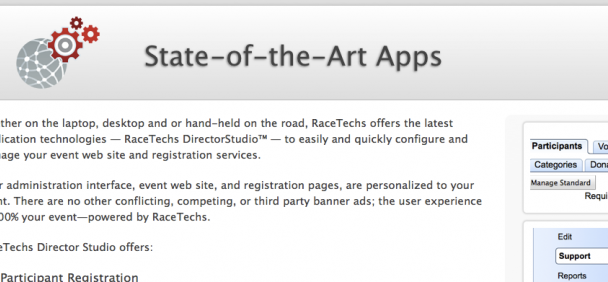 State-of-the-Art Apps
ther on the laptop, desktop and or hand-held on the road, RaceTechs offers the latest
lication technologies — RaceTechs DirectorStudio™ — to easily and quickly configure and
nage your event web site and registration services.
r administration interface, event web site, and registration pages, are personalized to your
nt. There are no other conflicting, competing, or third party banner ads; the user experience
00% your event—powered by RaceTechs.
eTechs Director Studio offers:
Participant Registration
Participants Vo
Categories Dona
Manage Standard
Requi
Edit
Support
Reports